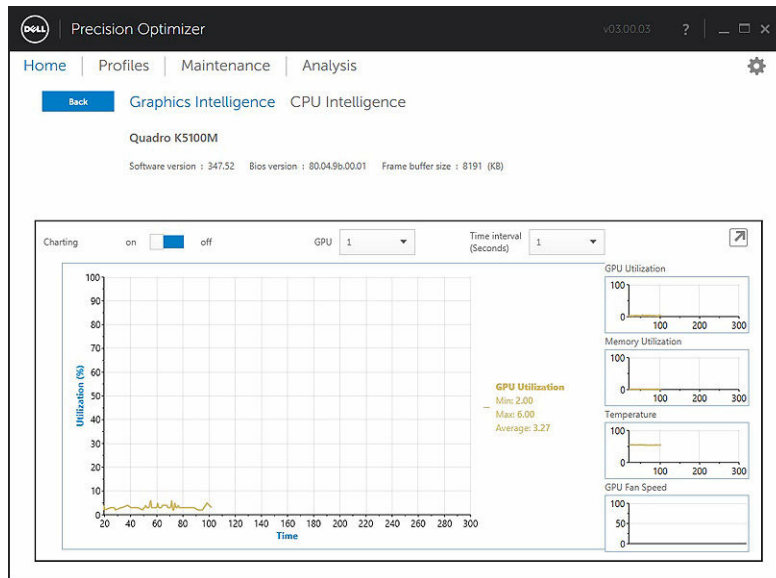 DELL Precision Optimizer v03.00.03 ?
Home Profiles Maintenance Analysis
Back Graphics Intelligence CPU Intelligence
Quadro K5100M
Software version : 347.52 Bios version : 80.04.9b.00.01 Frame buffer size : 8191 (KB)
Charting on off GPU 1 Time interval (Seconds) 1
Utilization (%)
100
90
80
70
60
50
40
30
20
10
0
20 40 60 80 100 120 140 160 180 200 220 240 260 280 300
Time
GPU Utilization
Min: 2.00
Max: 6.00
Average: 3.27
GPU Utilization
100
0
100 200 300
Memory Utilization
100
0
100 200 300
Temperature
100
0
100 200 300
GPU Fan Speed
100
50
0